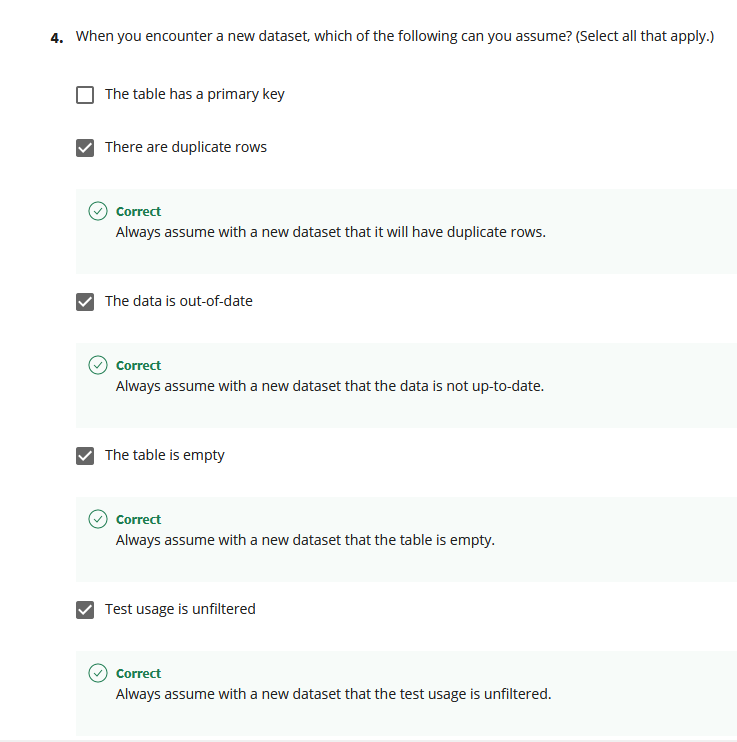 4. When you encounter a new dataset, which of the following can you assume? (Select all that apply.)
The table has a primary key
There are duplicate rows
Correct
Always assume with a new dataset that it will have duplicate rows.
The data is out-of-date
Correct
Always assume with a new dataset that the data is not up-to-date.
The table is empty
Correct
Always assume with a new dataset that the table is empty.
Test usage is unfiltered
Correct
Always assume with a new dataset that the test usage is unfiltered.